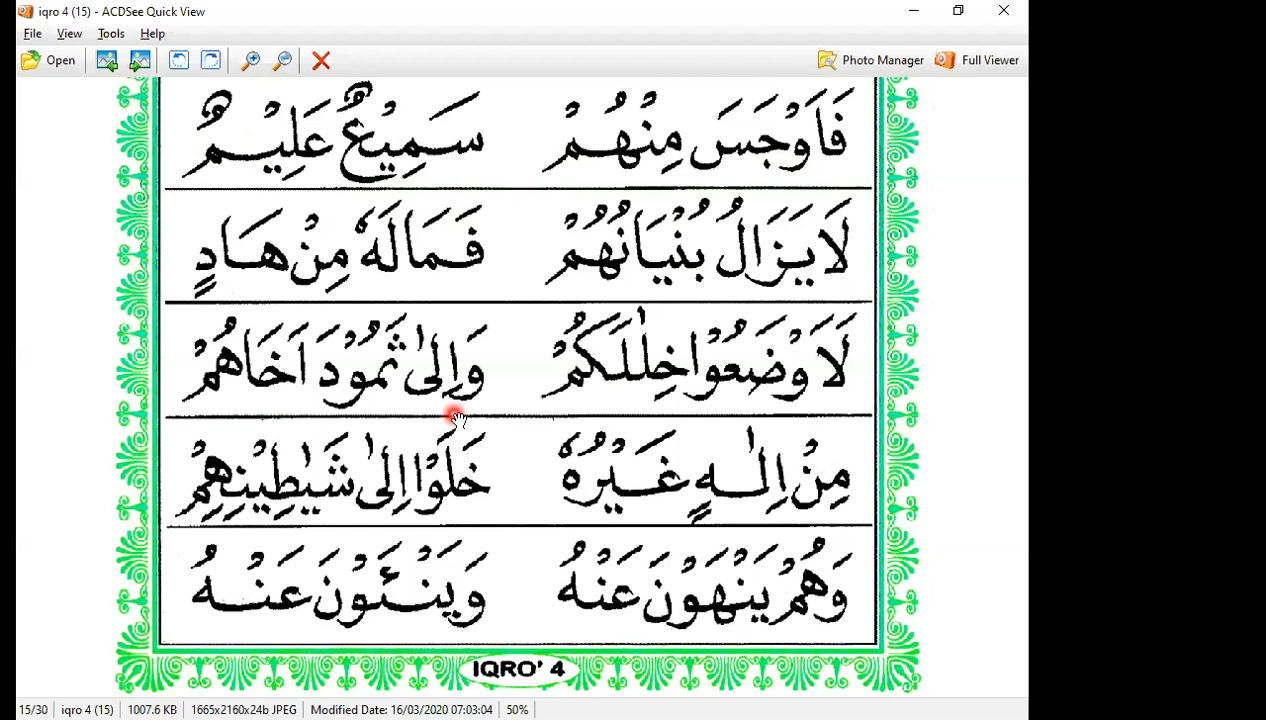 iqro 4 (15) - ACDSee Quick View
File View Tools Help
Open Photo Manager Full Viewer
فَاَوْجَسَ مِنْهُمْ سَمِيْعٌ عَلِيْمٌ
لَا يَزَالُ بُنْيَانُهُمْ فَمَالَهٗ مِنْ هَادٍ
لَا َوْضَعُوْا خِلٰلَكُمْ وَاِلىٰ ثَمُوْدَ اَخَاهُمْ
مِنْ اِلٰهٍ غَيْرُهٗ خَلَوْا اِلىٰ شَيٰطِيْنِهِمْ
وَهُمْ يَنْهَوْنَ عَنْهُ وَيَنْـَٔوْنَ عَنْهُ
IQRO' 4
15/30 iqro 4 (15) 1007.6 KB 1665x2160x24b JPEG Modified Date: 16/03/2020 07:03:04 50%